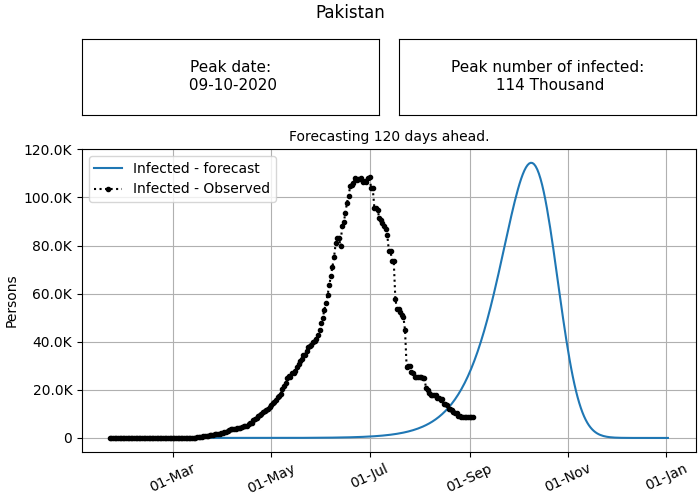 Pakistan
Peak date:
09-10-2020
Peak number of infected:
114 Thousand
Forecasting 120 days ahead.
Infected - forecast
Infected - Observed
Persons
120.0K
100.0K
80.0K
60.0K
40.0K
20.0K
0
01-Mar
01-May
01-Jul
01-Sep
01-Nov
01-Jan